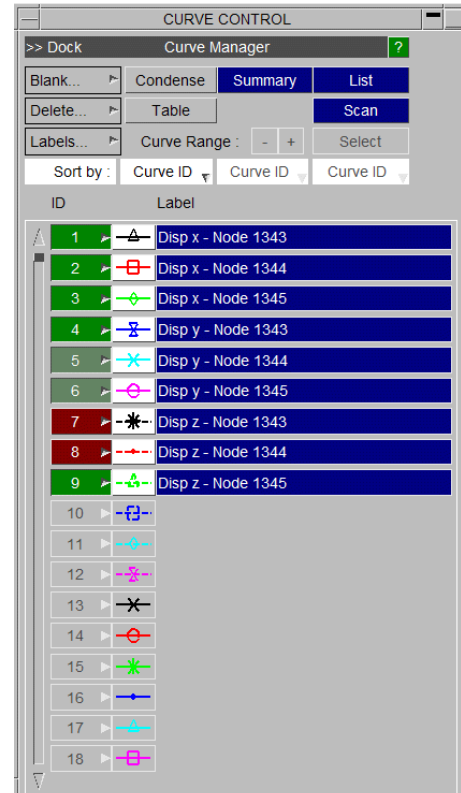 CURVE CONTROL
>> Dock Curve Manager ?
Blank... Condense Summary List
Delete... Table Scan
Labels... Curve Range : - + Select
Sort by : Curve ID Curve ID Curve ID
ID Label
1 Disp x - Node 1343
2 Disp x - Node 1344
3 Disp x - Node 1345
4 Disp y - Node 1343
5 Disp y - Node 1344
6 Disp y - Node 1345
7 Disp z - Node 1343
8 Disp z - Node 1344
9 Disp z - Node 1345
10
11
12
13
14
15
16
17
18